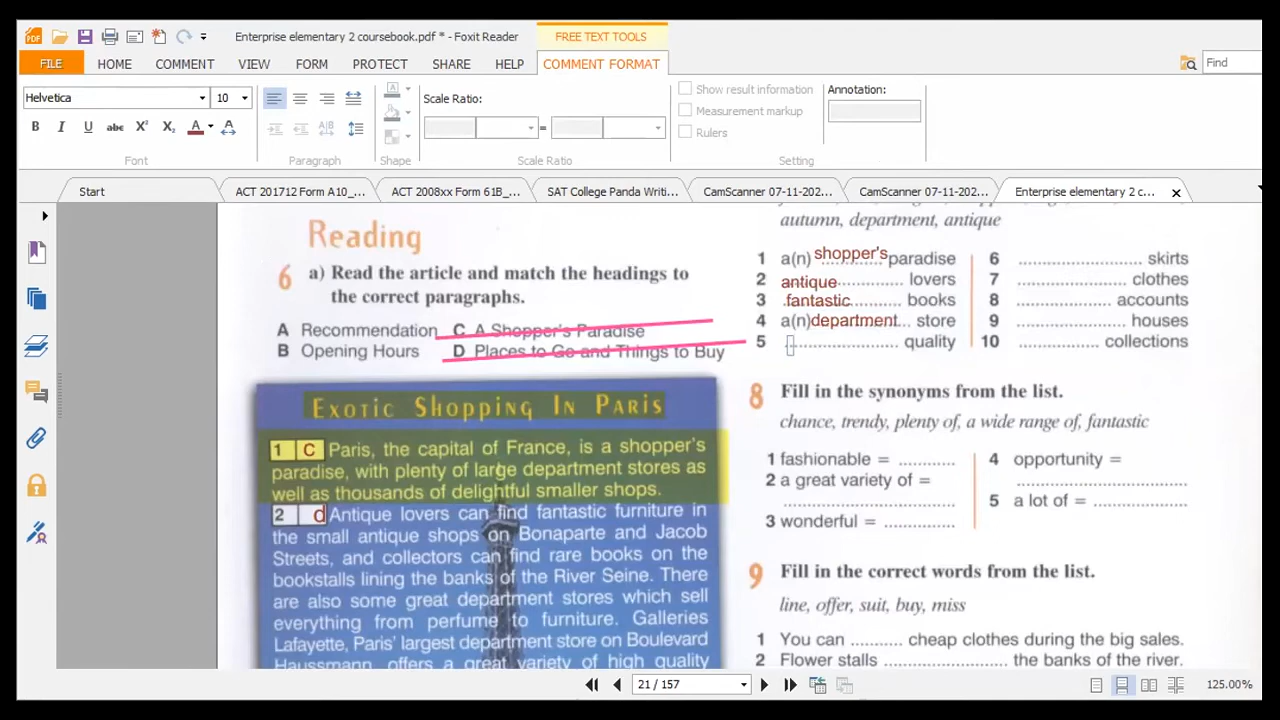 Enterprise elementary 2 coursebook.pdf * - Foxit Reader
FREE TEXT TOOLS
FILE HOME COMMENT VIEW FORM PROTECT SHARE HELP COMMENT FORMAT Find
Helvetica 10
Scale Ratio:
Show result information
Annotation:
Measurement markup
Rulers
B I U abc X² X₂ A
Font Paragraph Shape Scale Ratio Setting
Start ACT 201712 Form A10_... ACT 2008xx Form 61B_... SAT College Panda Writi... CamScanner 07-11-202... CamScanner 07-11-202... Enterprise elementary 2 c...
Reading
6 a) Read the article and match the headings to
the correct paragraphs.
A Recommendation C A Shopper's Paradise
B Opening Hours D Places to Go and Things to Buy
EXOTIC SHOPPING IN PARIS
1 C Paris, the capital of France, is a shopper's
paradise, with plenty of large department stores as
well as thousands of delightful smaller shops.
2 d Antique lovers can find fantastic furniture in
the small antique shops on Bonaparte and Jacob
Streets, and collectors can find rare books on the
bookstalls lining the banks of the River Seine. There
are also some great department stores which sell
everything from perfume to furniture. Galleries
Lafayette, Paris' largest department store on Boulevard
Haussmann, offers a great variety of high quality
autumn, department, antique
1 a(n) shopper's paradise
2 antique lovers
3 fantastic books
4 a(n) department store
5 ..................... quality
6 ......................... skirts
7 ....................... clothes
8 ................... accounts
9 ................... houses
10 ................ collections
8 Fill in the synonyms from the list.
chance, trendy, plenty of, a wide range of, fantastic
1 fashionable = ............
2 a great variety of =
....................................
3 wonderful = ...............
4 opportunity =
....................................
5 a lot of = ....................
9 Fill in the correct words from the list.
line, offer, suit, buy, miss
1 You can ........... cheap clothes during the big sales.
2 Flower stalls .......................... the banks of the river.
21 / 157
125.00%